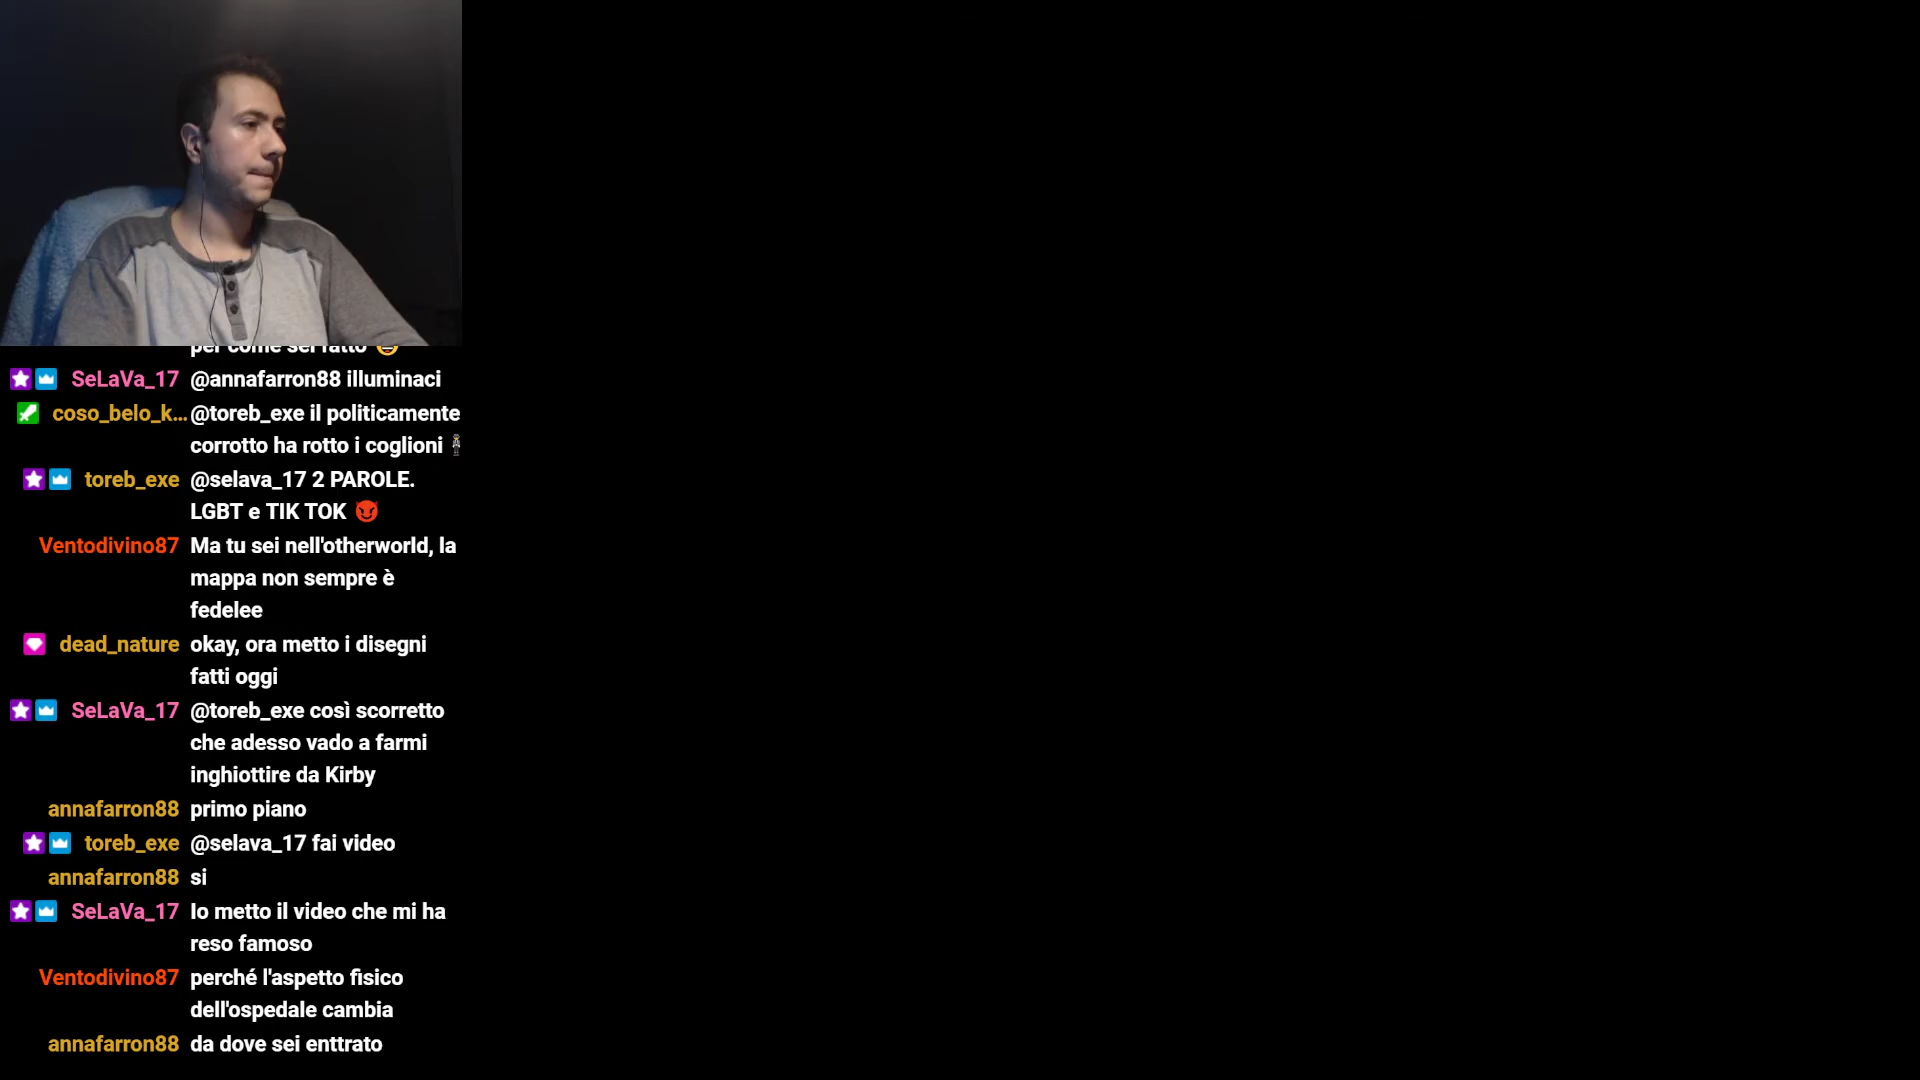 per come sei fatto
SeLaVa_17 @annafarron88 illuminaci
coso_belo_k... @toreb_exe il politicamente
corrotto ha rotto i coglioni
toreb_exe @selava_17 2 PAROLE.
LGBT e TIK TOK
Ventodivino87 Ma tu sei nell'otherworld, la
mappa non sempre è
fedelee
dead_nature okay, ora metto i disegni
fatti oggi
SeLaVa_17 @toreb_exe così scorretto
che adesso vado a farmi
inghiottire da Kirby
annafarron88 primo piano
toreb_exe @selava_17 fai video
annafarron88 si
SeLaVa_17 Io metto il video che mi ha
reso famoso
Ventodivino87 perché l'aspetto fisico
dell'ospedale cambia
annafarron88 da dove sei enttrato